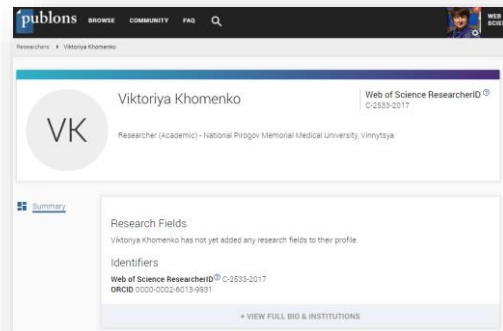 publons BROWSE COMMUNITY FAQ WEB
SCIE
Researchers Viktoriya Khomenko
VK
Viktoriya Khomenko
Web of Science ResearcherID
C-2533-2017
Researcher (Academic) - National Pirogov Memorial Medical University, Vinnytsya
Summary
Research Fields
Viktoriya Khomenko has not yet added any research fields to their profile.
Identifiers
Web of Science ResearcherID C-2533-2017
ORCID 0000-0002-6013-9931
+ VIEW FULL BIO & INSTITUTIONS